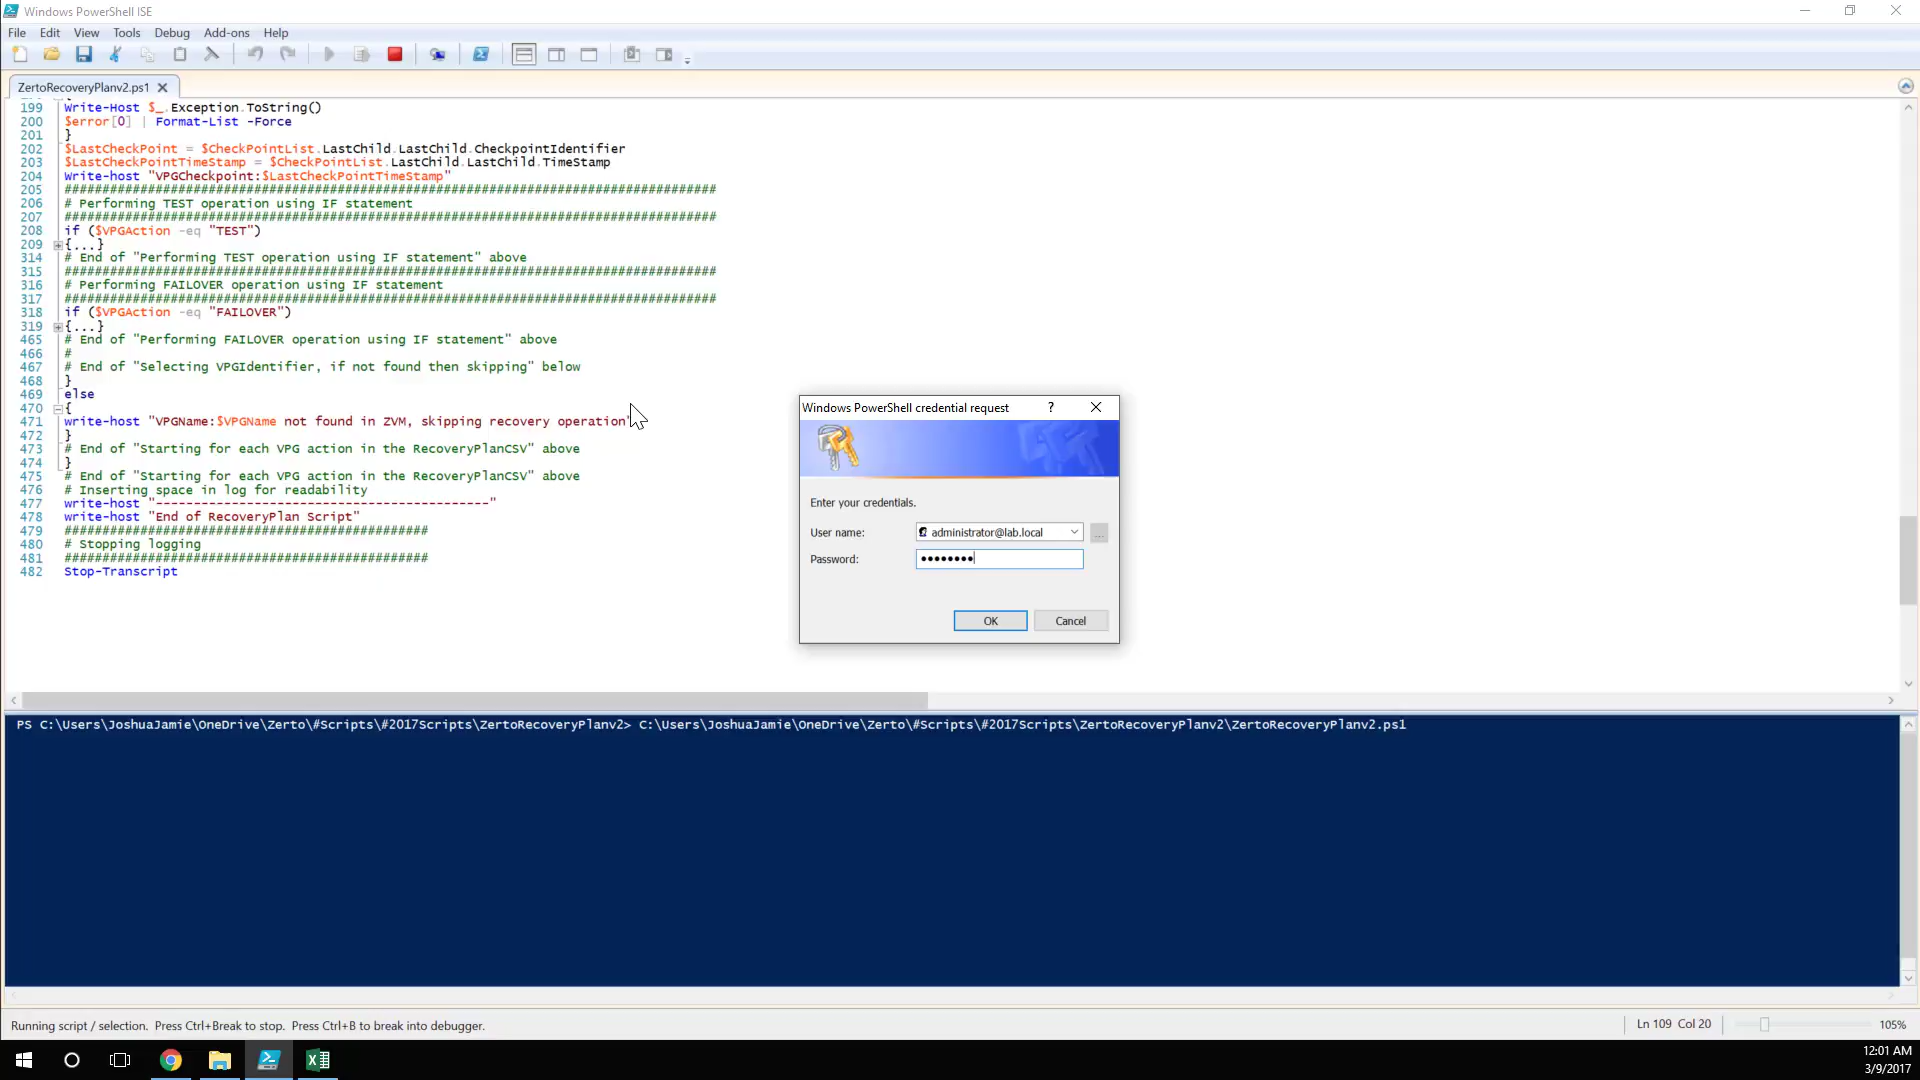 Windows PowerShell ISE
File Edit View Tools Debug Add-ons Help
ZertoRecoveryPlanv2.ps1
199 Write-Host $_.Exception.ToString()
200 $error[0] | Format-List -Force
201 }
202 $LastCheckPoint = $CheckPointList.LastChild.LastChild.CheckpointIdentifier
203 $LastCheckPointTimeStamp = $CheckPointList.LastChild.LastChild.TimeStamp
204 Write-host "VPGCheckpoint:$LastCheckPointTimeStamp"
205 ######################################################################################
206 # Performing TEST operation using IF statement
207 ######################################################################################
208 if ($VPGAction -eq "TEST")
209 {...}
314 # End of "Performing TEST operation using IF statement" above
315 ######################################################################################
316 # Performing FAILOVER operation using IF statement
317 ######################################################################################
318 if ($VPGAction -eq "FAILOVER")
319 {...}
465 # End of "Performing FAILOVER operation using IF statement" above
466 #
467 # End of "Selecting VPGIdentifier, if not found then skipping" below
468 }
469 else
470 {
471 write-host "VPGName:$VPGName not found in ZVM, skipping recovery operation"
472 }
473 # End of "Starting for each VPG action in the RecoveryPlanCSV" above
474 }
475 # End of "Starting for each VPG action in the RecoveryPlanCSV" above
476 # Inserting space in log for readability
477 write-host "--------------------------------------------"
478 write-host "End of RecoveryPlan Script"
479 ################################################
480 # Stopping logging
481 ################################################
482 Stop-Transcript
Windows PowerShell credential request ?
Enter your credentials.
User name: administrator@lab.local ...
Password: ●●●●●●●●
OK Cancel
PS C:\Users\JoshuaJamie\OneDrive\Zerto\#Scripts\#2017Scripts\ZertoRecoveryPlanv2> C:\Users\JoshuaJamie\OneDrive\Zerto\#Scripts\#2017Scripts\ZertoRecoveryPlanv2\ZertoRecoveryPlanv2.ps1
Running script / selection. Press Ctrl+Break to stop. Press Ctrl+B to break into debugger.
Ln 109 Col 20
105%
12:01 AM
3/9/2017